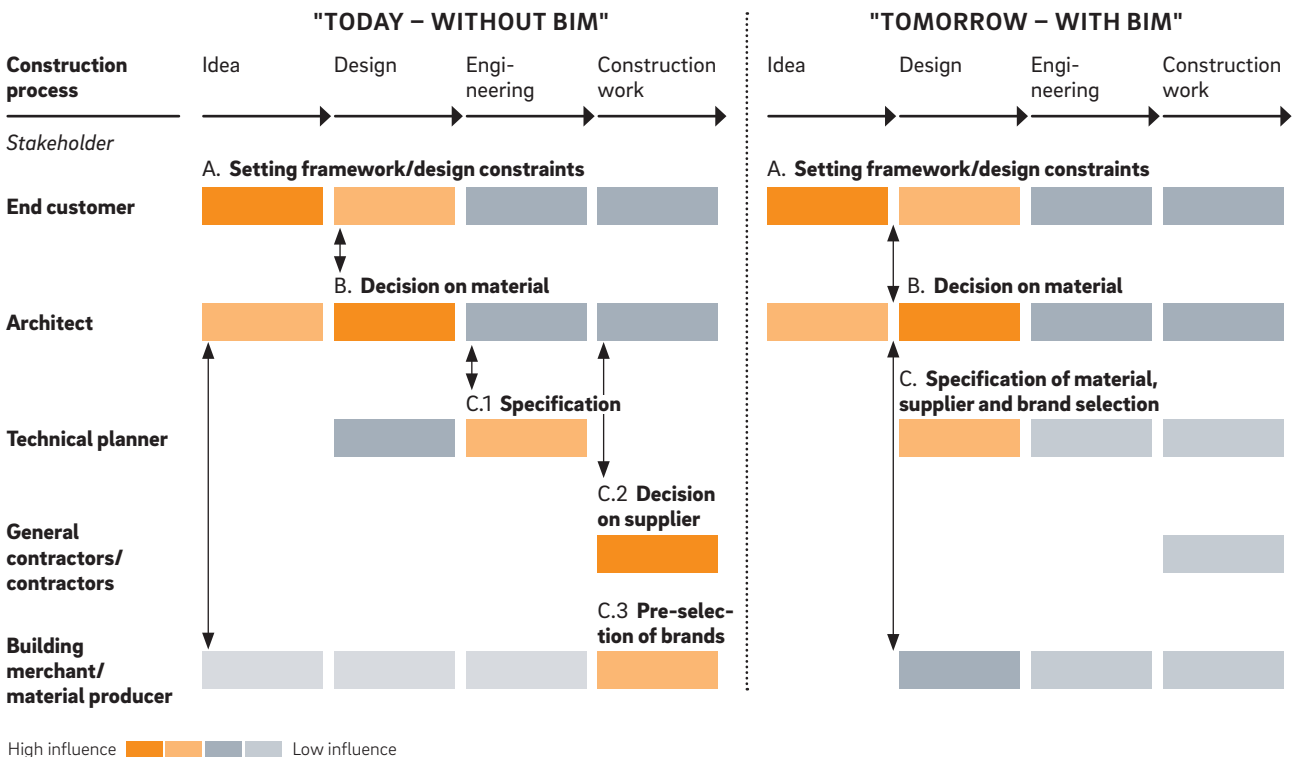 "TODAY – WITHOUT BIM"
"TOMORROW – WITH BIM"
Construction
process
Idea
Design
Engi-
neering
Construction
work
Idea
Design
Engi-
neering
Construction
work
Stakeholder
A. Setting framework/design constraints
A. Setting framework/design constraints
End customer
B. Decision on material
B. Decision on material
Architect
C. Specification of material,
supplier and brand selection
C.1 Specification
Technical planner
C.2 Decision
on supplier
General
contractors/
contractors
C.3 Pre-selec-
tion of brands
Building
merchant/
material producer
High influence
Low influence